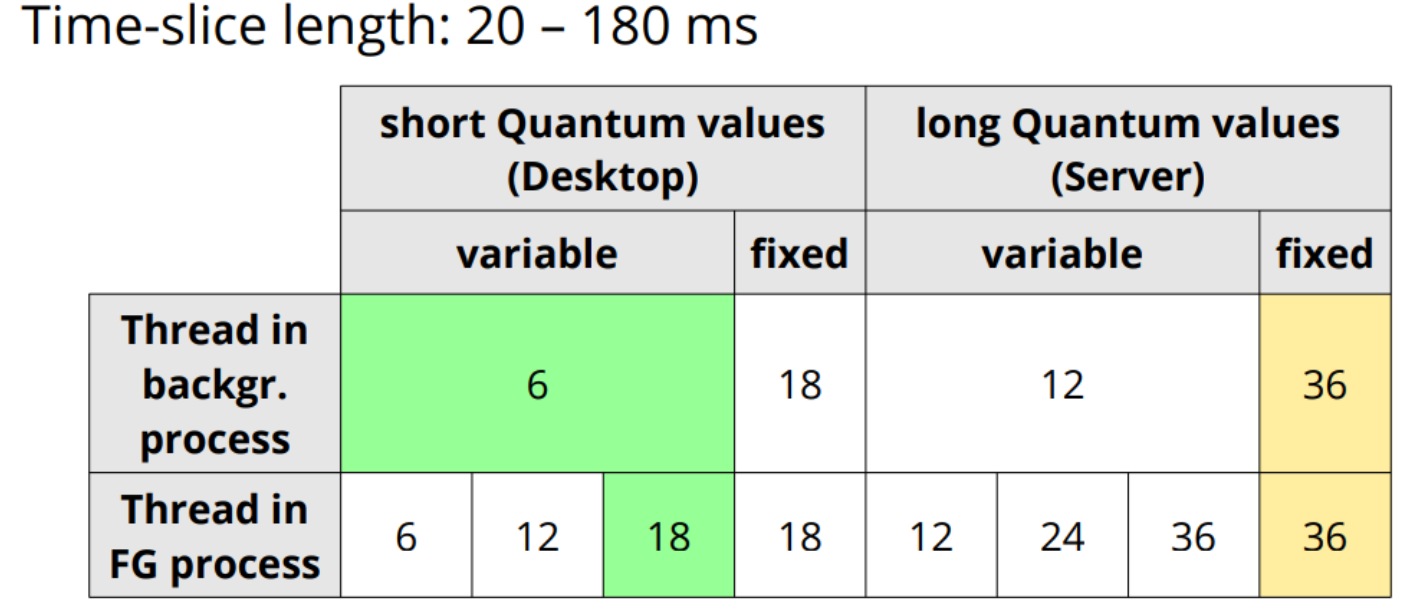 Time-slice length: 20 – 180 ms
short Quantum values
(Desktop)
long Quantum values
(Server)
variable
fixed
variable
fixed
Thread in
backgr.
process
6
18
12
36
Thread in
FG process
6
12
18
18
12
24
36
36